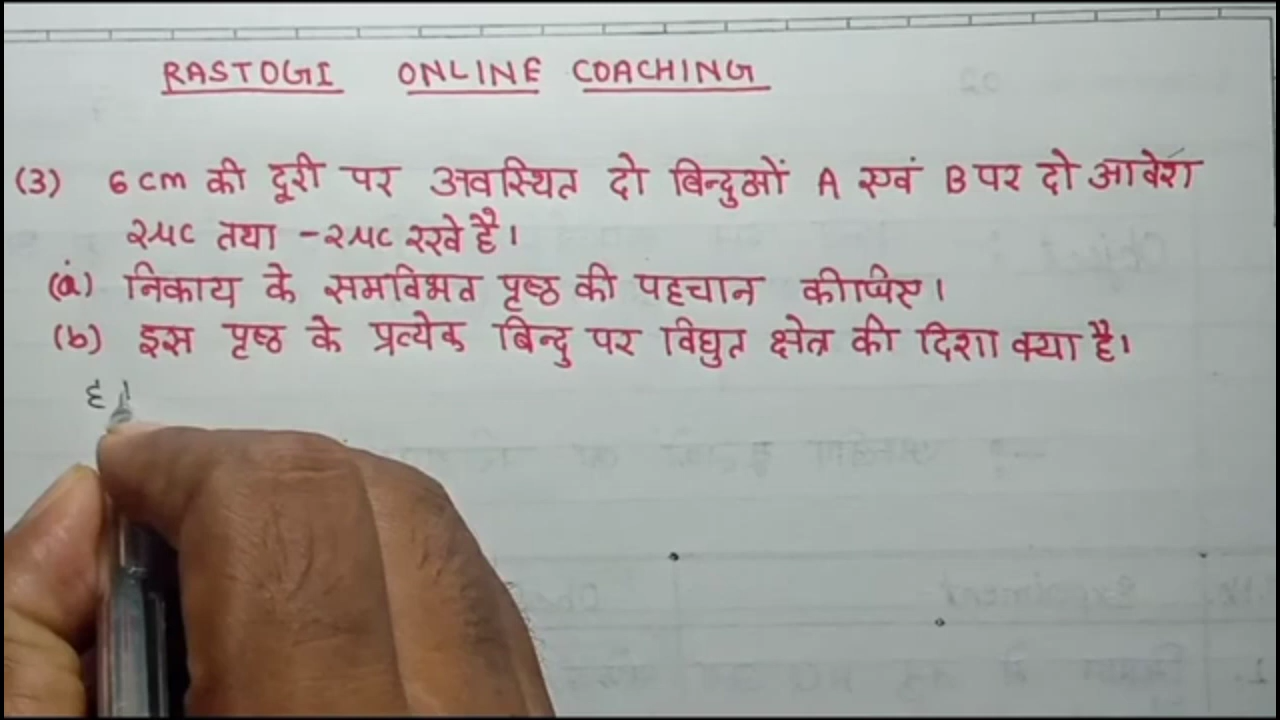 RASTOGI ONLINE COACHING
(3) 6 cm की दूरी पर अवस्थित दो बिन्दुओं A एवं B पर दो आवेश
2μC तथा -2μC रखे है।
(a) निकाय के समविभव पृष्ठ की पहचान कीजिए।
(b) इस पृष्ठ के प्रत्येक बिन्दु पर विद्युत क्षेत्र की दिशा क्या है।